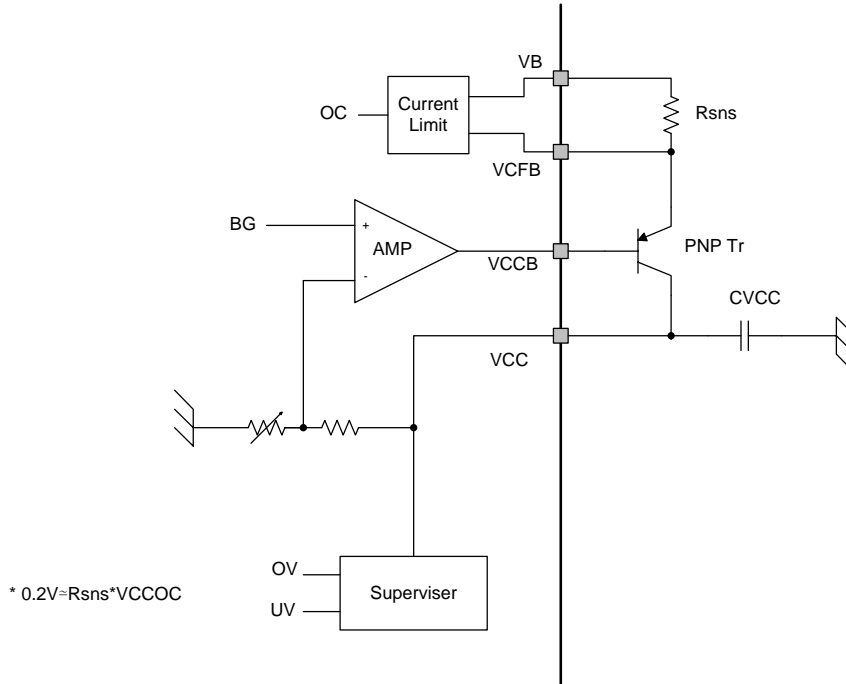 VB
OC
Current
Limit
Rsns
VCFB
BG
+
AMP
-
VCCB
PNP Tr
CVCC
VCC
OV
UV
Superviser
* 0.2V≃Rsns*VCCOC